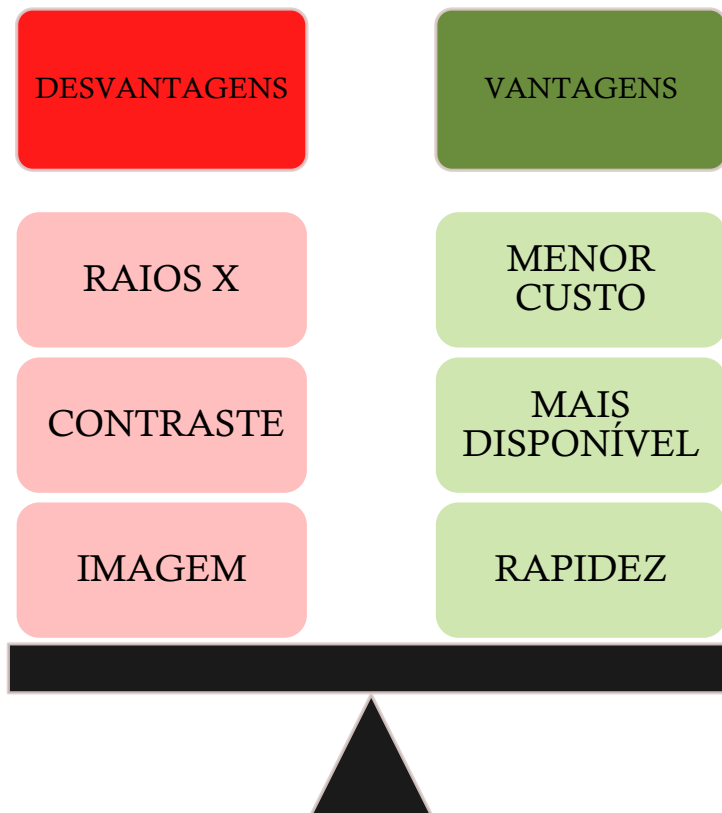 DESVANTAGENS
VANTAGENS
RAIOS X
MENOR
CUSTO
CONTRASTE
MAIS
DISPONÍVEL
IMAGEM
RAPIDEZ